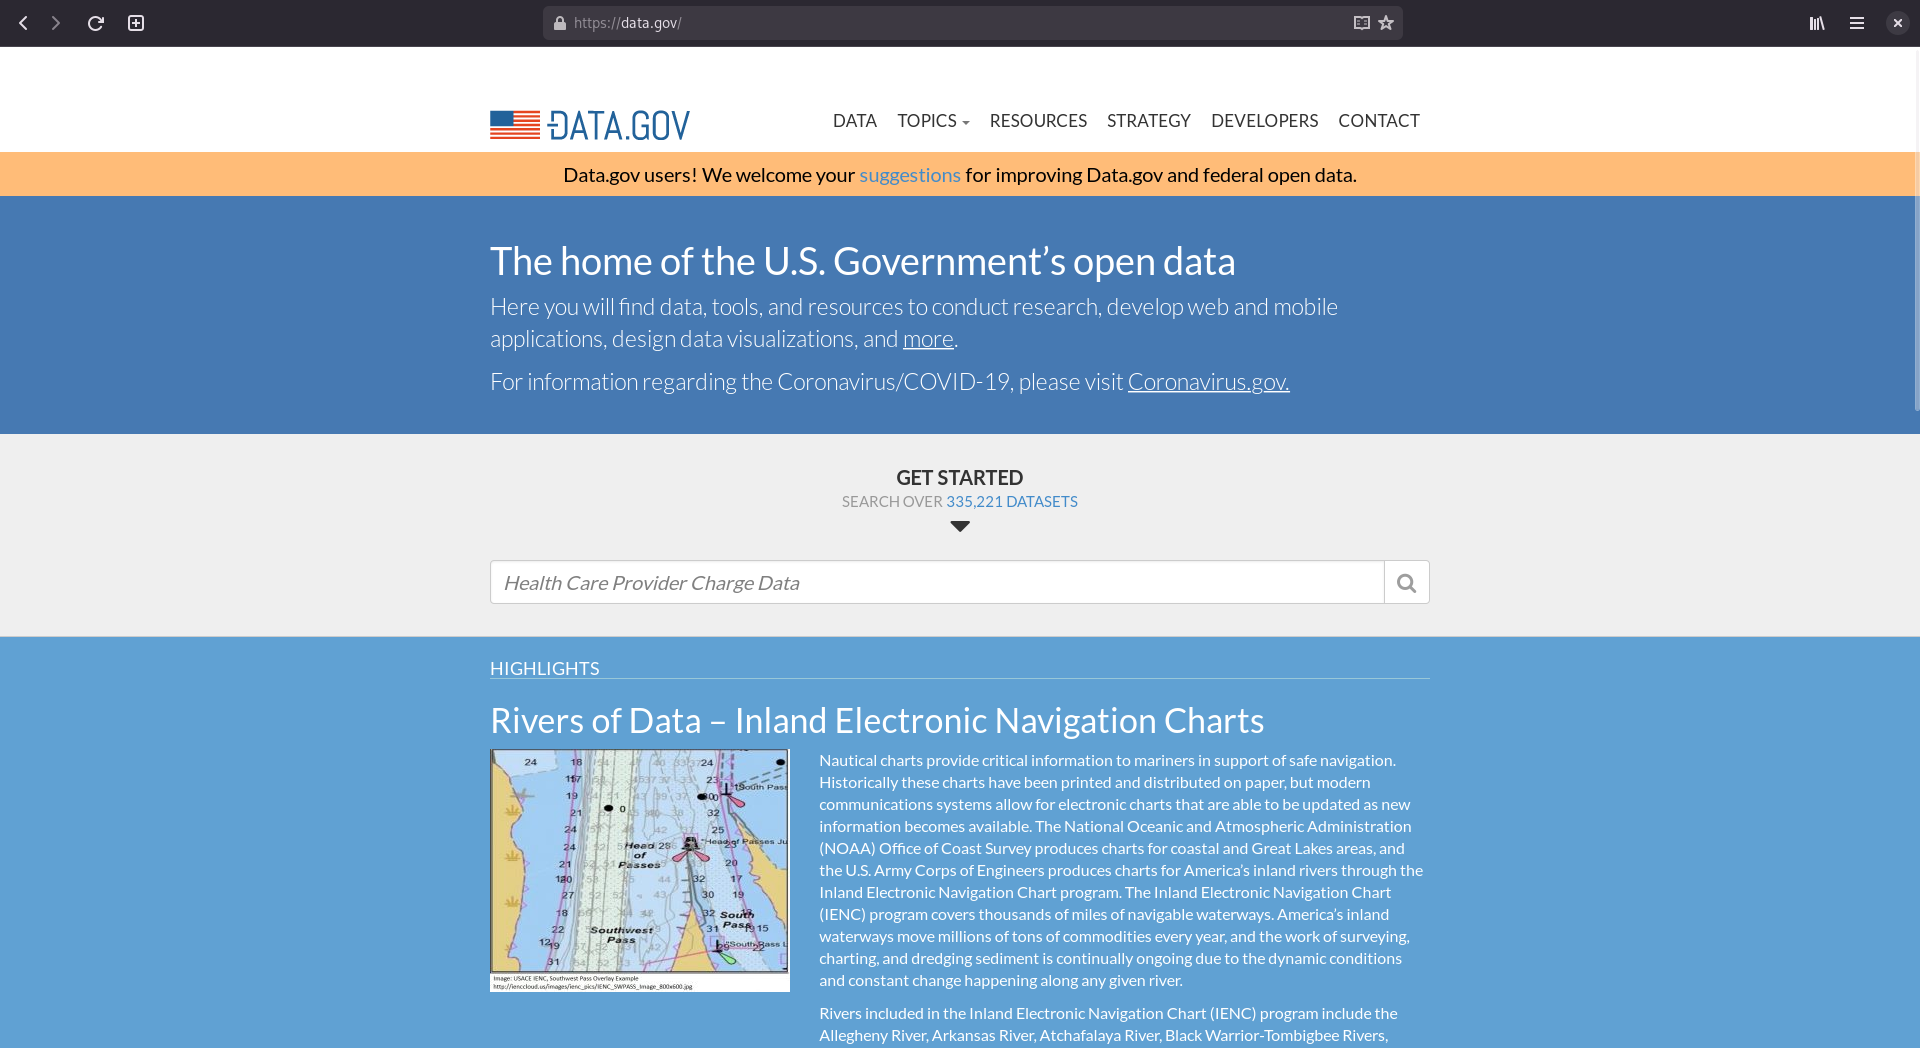 https://data.gov/
DATA.GOV
DATA TOPICS RESOURCES STRATEGY DEVELOPERS CONTACT
Data.gov users! We welcome your suggestions for improving Data.gov and federal open data.
The home of the U.S. Government’s open data
Here you will find data, tools, and resources to conduct research, develop web and mobile
applications, design data visualizations, and more.
For information regarding the Coronavirus/COVID-19, please visit Coronavirus.gov.
GET STARTED
SEARCH OVER 335,221 DATASETS
Health Care Provider Charge Data
HIGHLIGHTS
Rivers of Data – Inland Electronic Navigation Charts
Head
of
Passes
Southwest
Pass
South
Pass
Image: USACE IENC, Southwest Pass Overlay Example
http://ienccloud.us/images/ienc_pics/IENC_SWPASS_Image_800x600.jpg
Nautical charts provide critical information to mariners in support of safe navigation.
Historically these charts have been printed and distributed on paper, but modern
communications systems allow for electronic charts that are able to be updated as new
information becomes available. The National Oceanic and Atmospheric Administration
(NOAA) Office of Coast Survey produces charts for coastal and Great Lakes areas, and
the U.S. Army Corps of Engineers produces charts for America’s inland rivers through the
Inland Electronic Navigation Chart program. The Inland Electronic Navigation Chart
(IENC) program covers thousands of miles of navigable waterways. America’s inland
waterways move millions of tons of commodities every year, and the work of surveying,
charting, and dredging sediment is continually ongoing due to the dynamic conditions
and constant change happening along any given river.
Rivers included in the Inland Electronic Navigation Chart (IENC) program include the
Allegheny River, Arkansas River, Atchafalaya River, Black Warrior-Tombigbee Rivers,